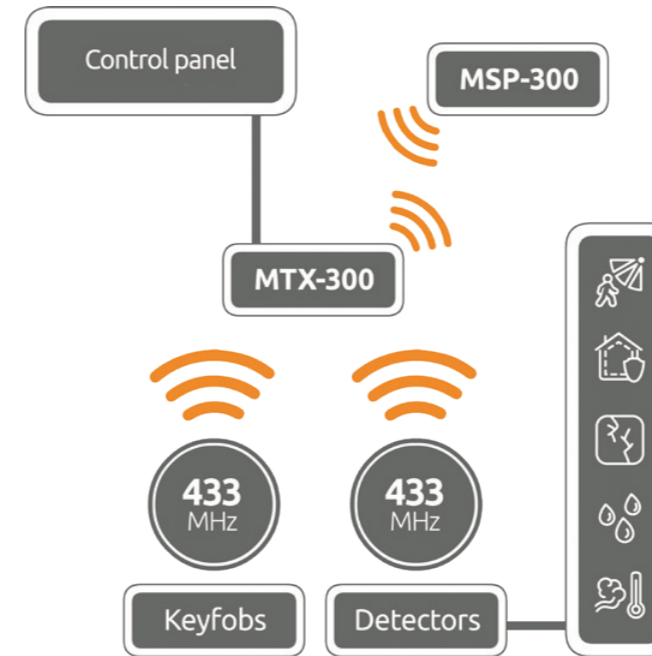 Control panel
MSP-300
MTX-300
433
MHz
433
MHz
Keyfobs
Detectors